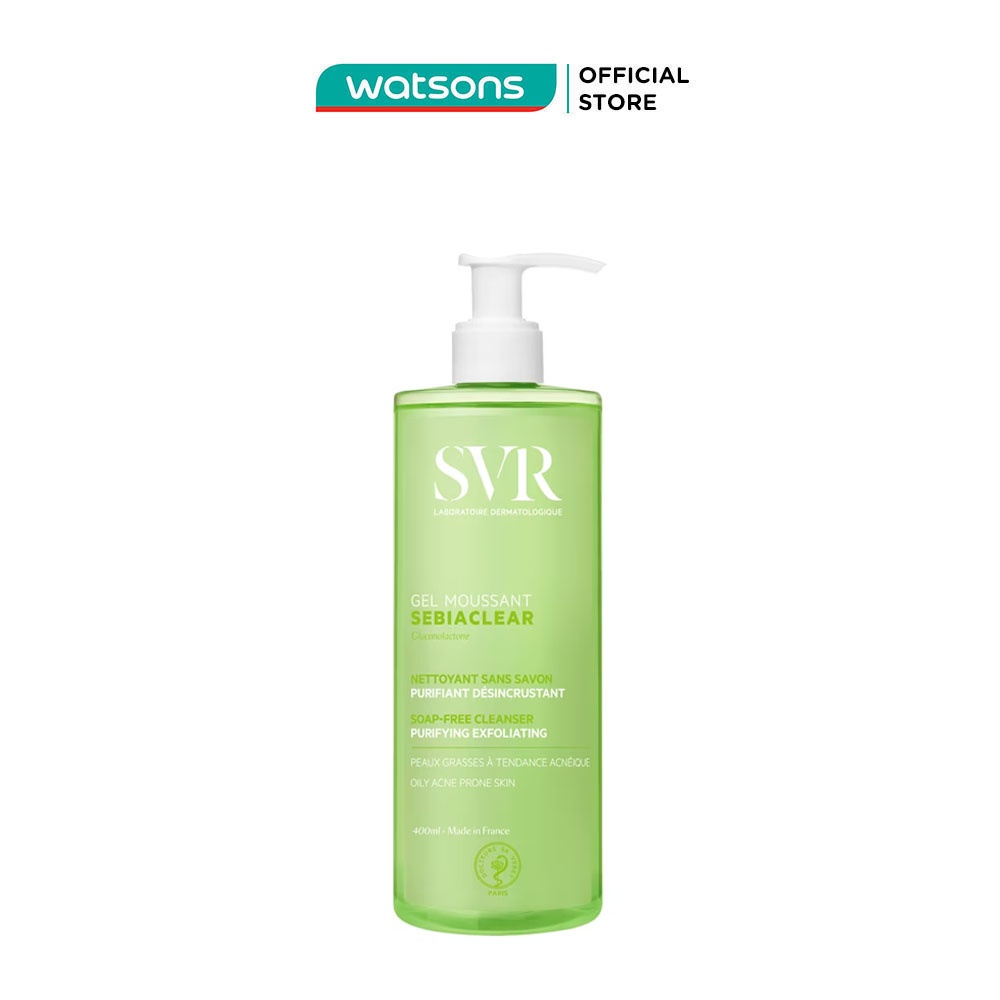 watsons
OFFICIAL
STORE
SVR
LABORATOIRE DERMATOLOGIQUE
GEL MOUSSANT
SEBIACLEAR
Gluconolactone
NETTOYANT SANS SAVON
PURIFIANT DÉSINCRUSTANT
SOAP-FREE CLEANSER
PURIFYING EXFOLIATING
PEAUX GRASSES À TENDANCE ACNÉIQUE
OILY ACNE PRONE SKIN
400ml - Made in France
PARIS